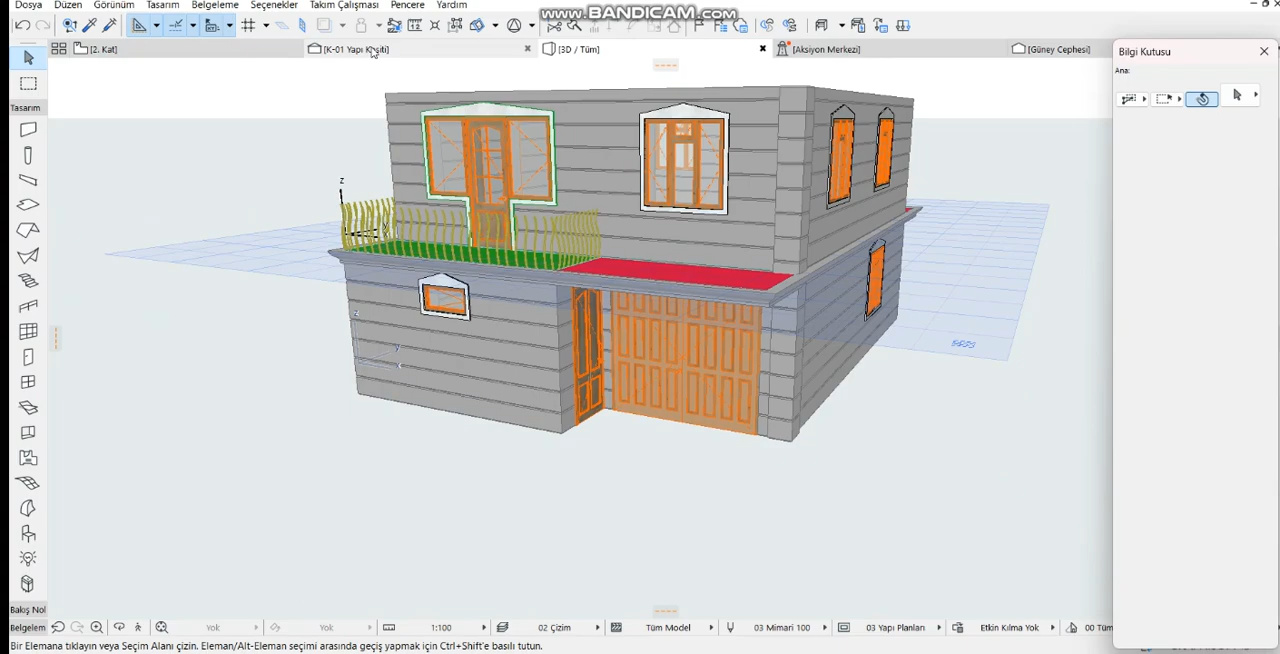 Dosya Düzen Görünüm Tasarım Belgeleme Seçenekler Takım Çalışması Pencere Yardım
www.BANDICAM.com
[2. Kat] [K-01 Yapı Kesiti] [3D / Tüm] [Aksiyon Merkezi] [Güney Cephesi]
Bilgi Kutusu
Ana:
Tasarım
z
z
y
x
Bakış Nol
Belgelem
Yok Yok 1:100 02 Çizim Tüm Model 03 Mimari 100 03 Yapı Planları Etkin Kılma Yok 00 Tüm
Bir Elemana tıklayın veya Seçim Alanı çizin. Eleman/Alt-Eleman seçimi arasında geçiş yapmak için Ctrl+Shift'e basılı tutun.